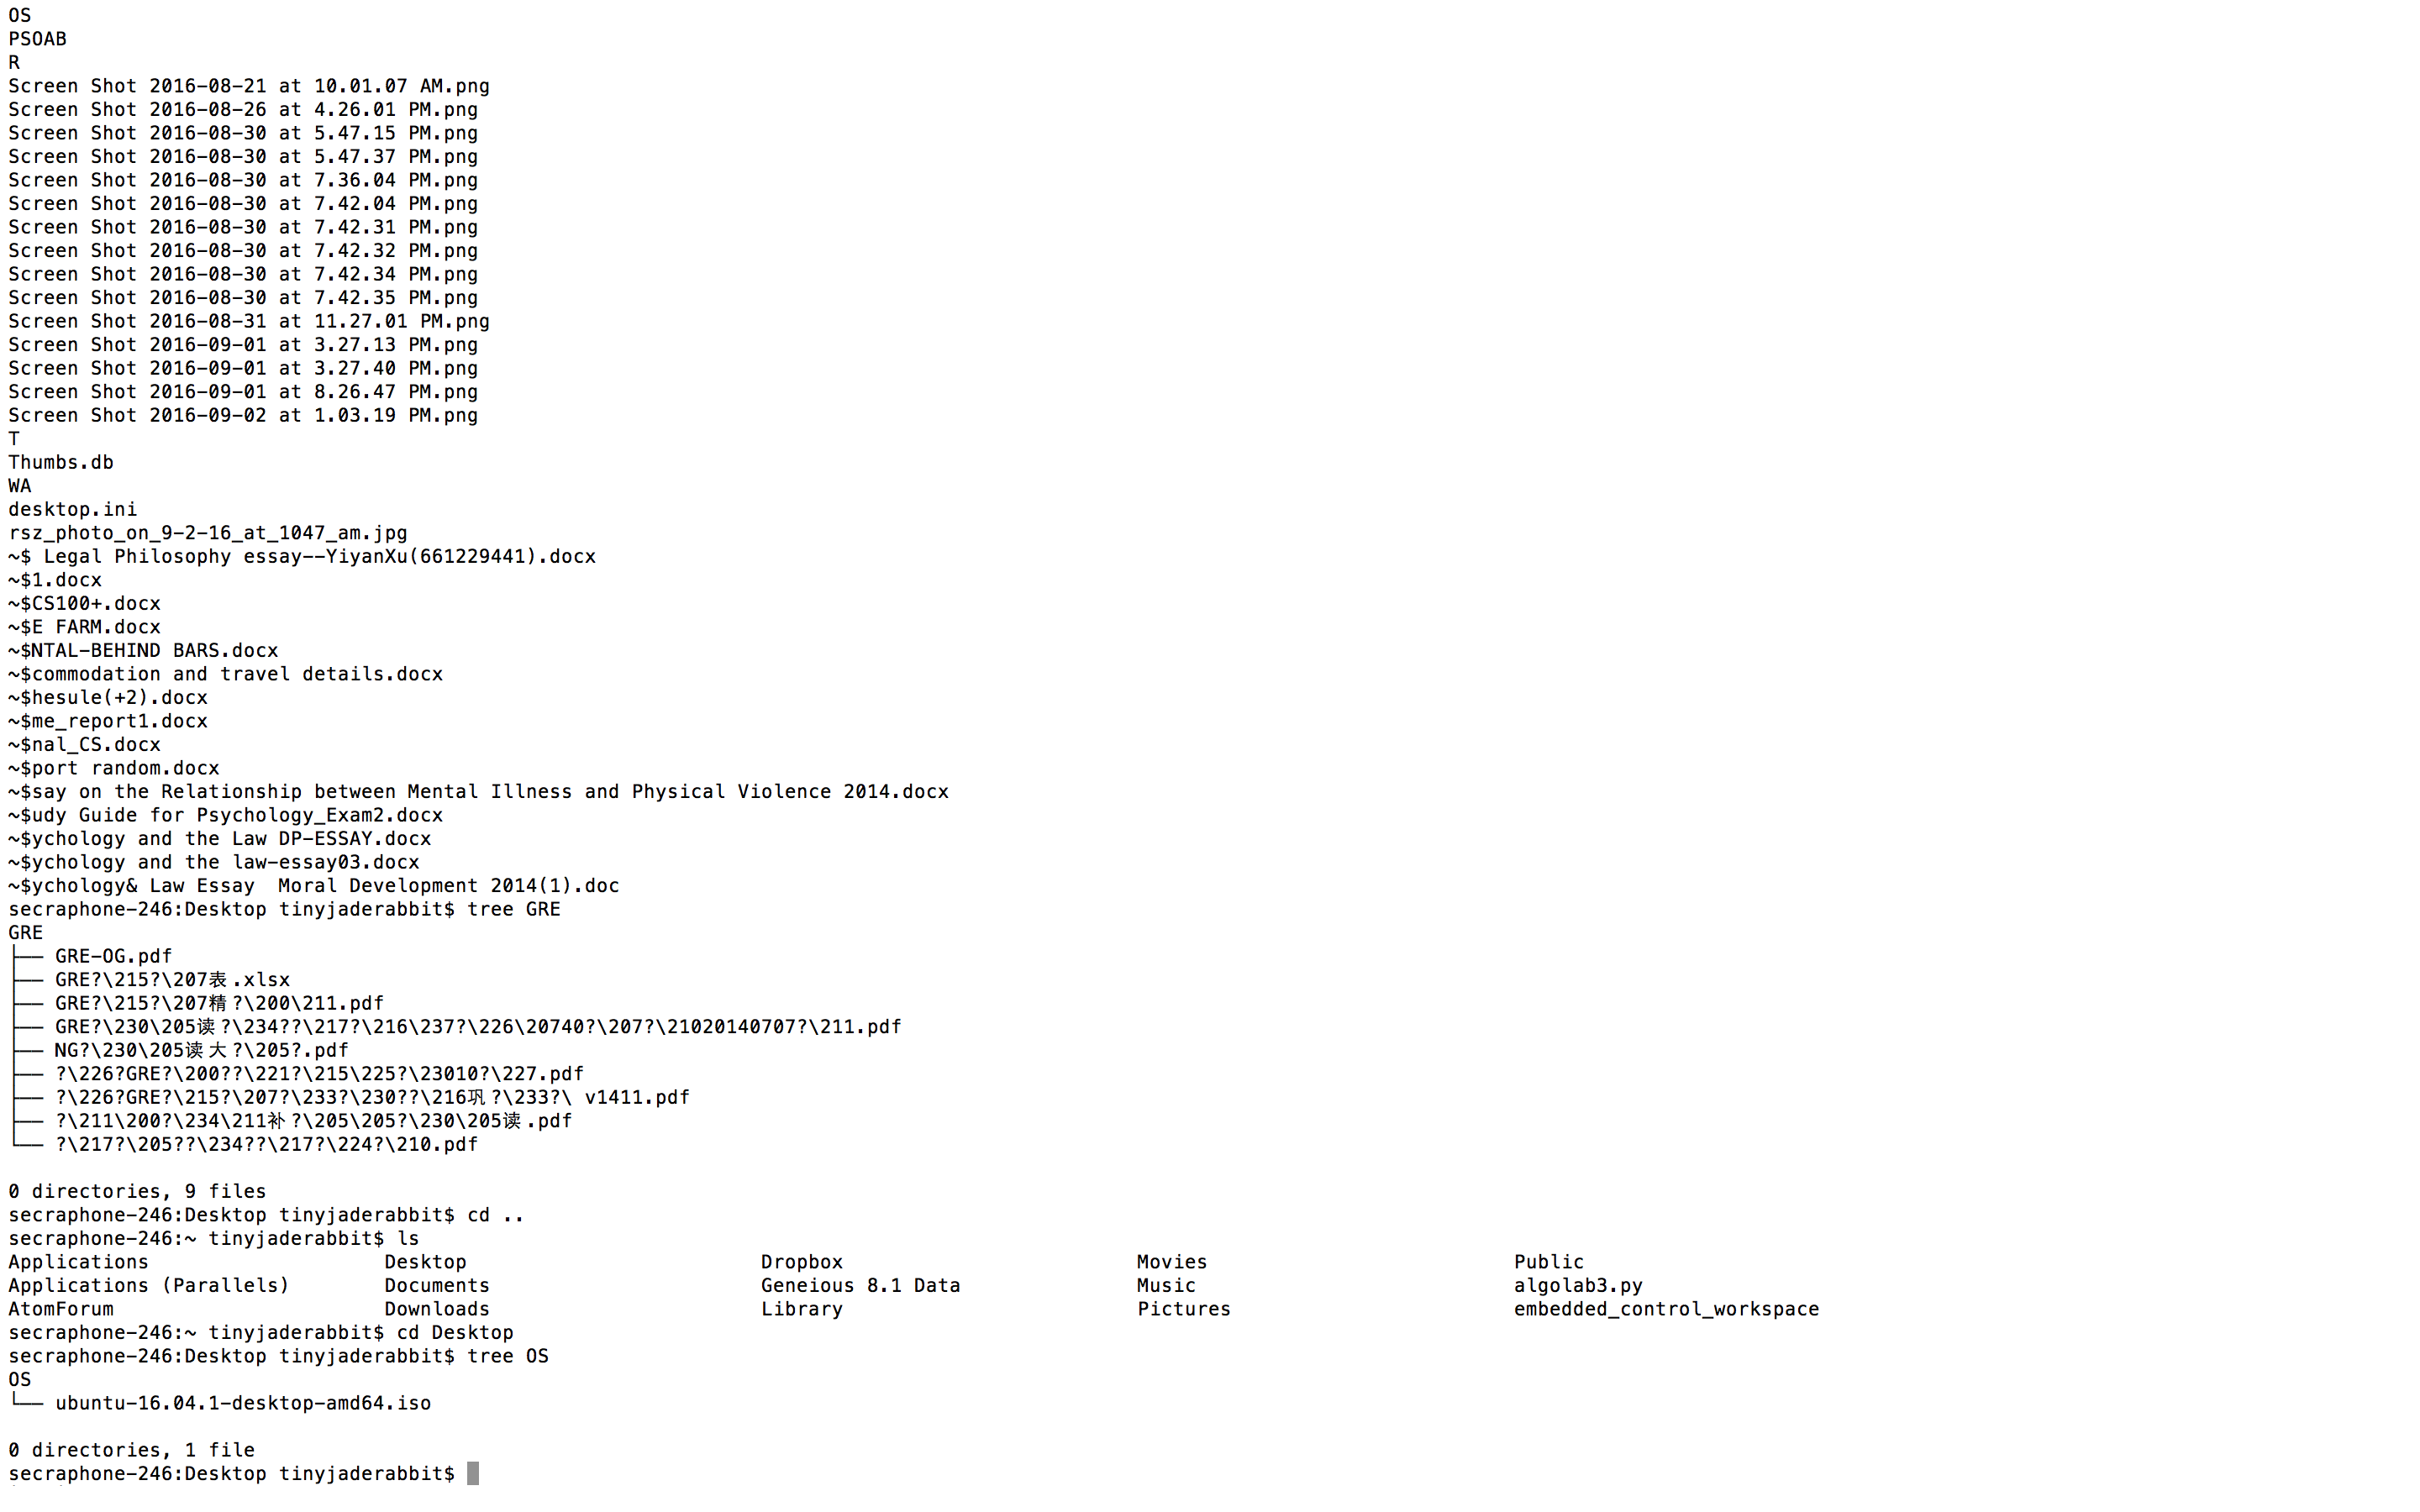 OS
PSOAB
R
Screen Shot 2016-08-21 at 10.01.07 AM.png
Screen Shot 2016-08-26 at 4.26.01 PM.png
Screen Shot 2016-08-30 at 5.47.15 PM.png
Screen Shot 2016-08-30 at 5.47.37 PM.png
Screen Shot 2016-08-30 at 7.36.04 PM.png
Screen Shot 2016-08-30 at 7.42.04 PM.png
Screen Shot 2016-08-30 at 7.42.31 PM.png
Screen Shot 2016-08-30 at 7.42.32 PM.png
Screen Shot 2016-08-30 at 7.42.34 PM.png
Screen Shot 2016-08-30 at 7.42.35 PM.png
Screen Shot 2016-08-31 at 11.27.01 PM.png
Screen Shot 2016-09-01 at 3.27.13 PM.png
Screen Shot 2016-09-01 at 3.27.40 PM.png
Screen Shot 2016-09-01 at 8.26.47 PM.png
Screen Shot 2016-09-02 at 1.03.19 PM.png
T
Thumbs.db
WA
desktop.ini
rsz_photo_on_9-2-16_at_1047_am.jpg
~$ Legal Philosophy essay--YiyanXu(661229441).docx
~$1.docx
~$CS100+.docx
~$E FARM.docx
~$NTAL-BEHIND BARS.docx
~$commodation and travel details.docx
~$hesule(+2).docx
~$me_report1.docx
~$nal_CS.docx
~$port random.docx
~$say on the Relationship between Mental Illness and Physical Violence 2014.docx
~$udy Guide for Psychology_Exam2.docx
~$ychology and the Law DP-ESSAY.docx
~$ychology and the law-essay03.docx
~$ychology& Law Essay  Moral Development 2014(1).doc
secraphone-246:Desktop tinyjaderabbit$ tree GRE
GRE
├── GRE-OG.pdf
├── GRE?\215?\207表.xlsx
├── GRE?\215?\207精?\200\211.pdf
├── GRE?\230\205读?\234??\217?\216\237?\226\20740?\207?\21020140707?\211.pdf
├── NG?\230\205读大?\205?.pdf
├── ?\226?GRE?\200??\221?\215\225?\23010?\227.pdf
├── ?\226?GRE?\215?\207?\233?\230??\216巩?\233?\ v1411.pdf
├── ?\211\200?\234\211补?\205\205?\230\205读.pdf
└── ?\217?\205??\234??\217?\224?\210.pdf
0 directories, 9 files
secraphone-246:Desktop tinyjaderabbit$ cd ..
secraphone-246:~ tinyjaderabbit$ ls
Applications Desktop Dropbox Movies Public
Applications (Parallels) Documents Geneious 8.1 Data Music algolab3.py
AtomForum Downloads Library Pictures embedded_control_workspace
secraphone-246:~ tinyjaderabbit$ cd Desktop
secraphone-246:Desktop tinyjaderabbit$ tree OS
OS
└── ubuntu-16.04.1-desktop-amd64.iso
0 directories, 1 file
secraphone-246:Desktop tinyjaderabbit$